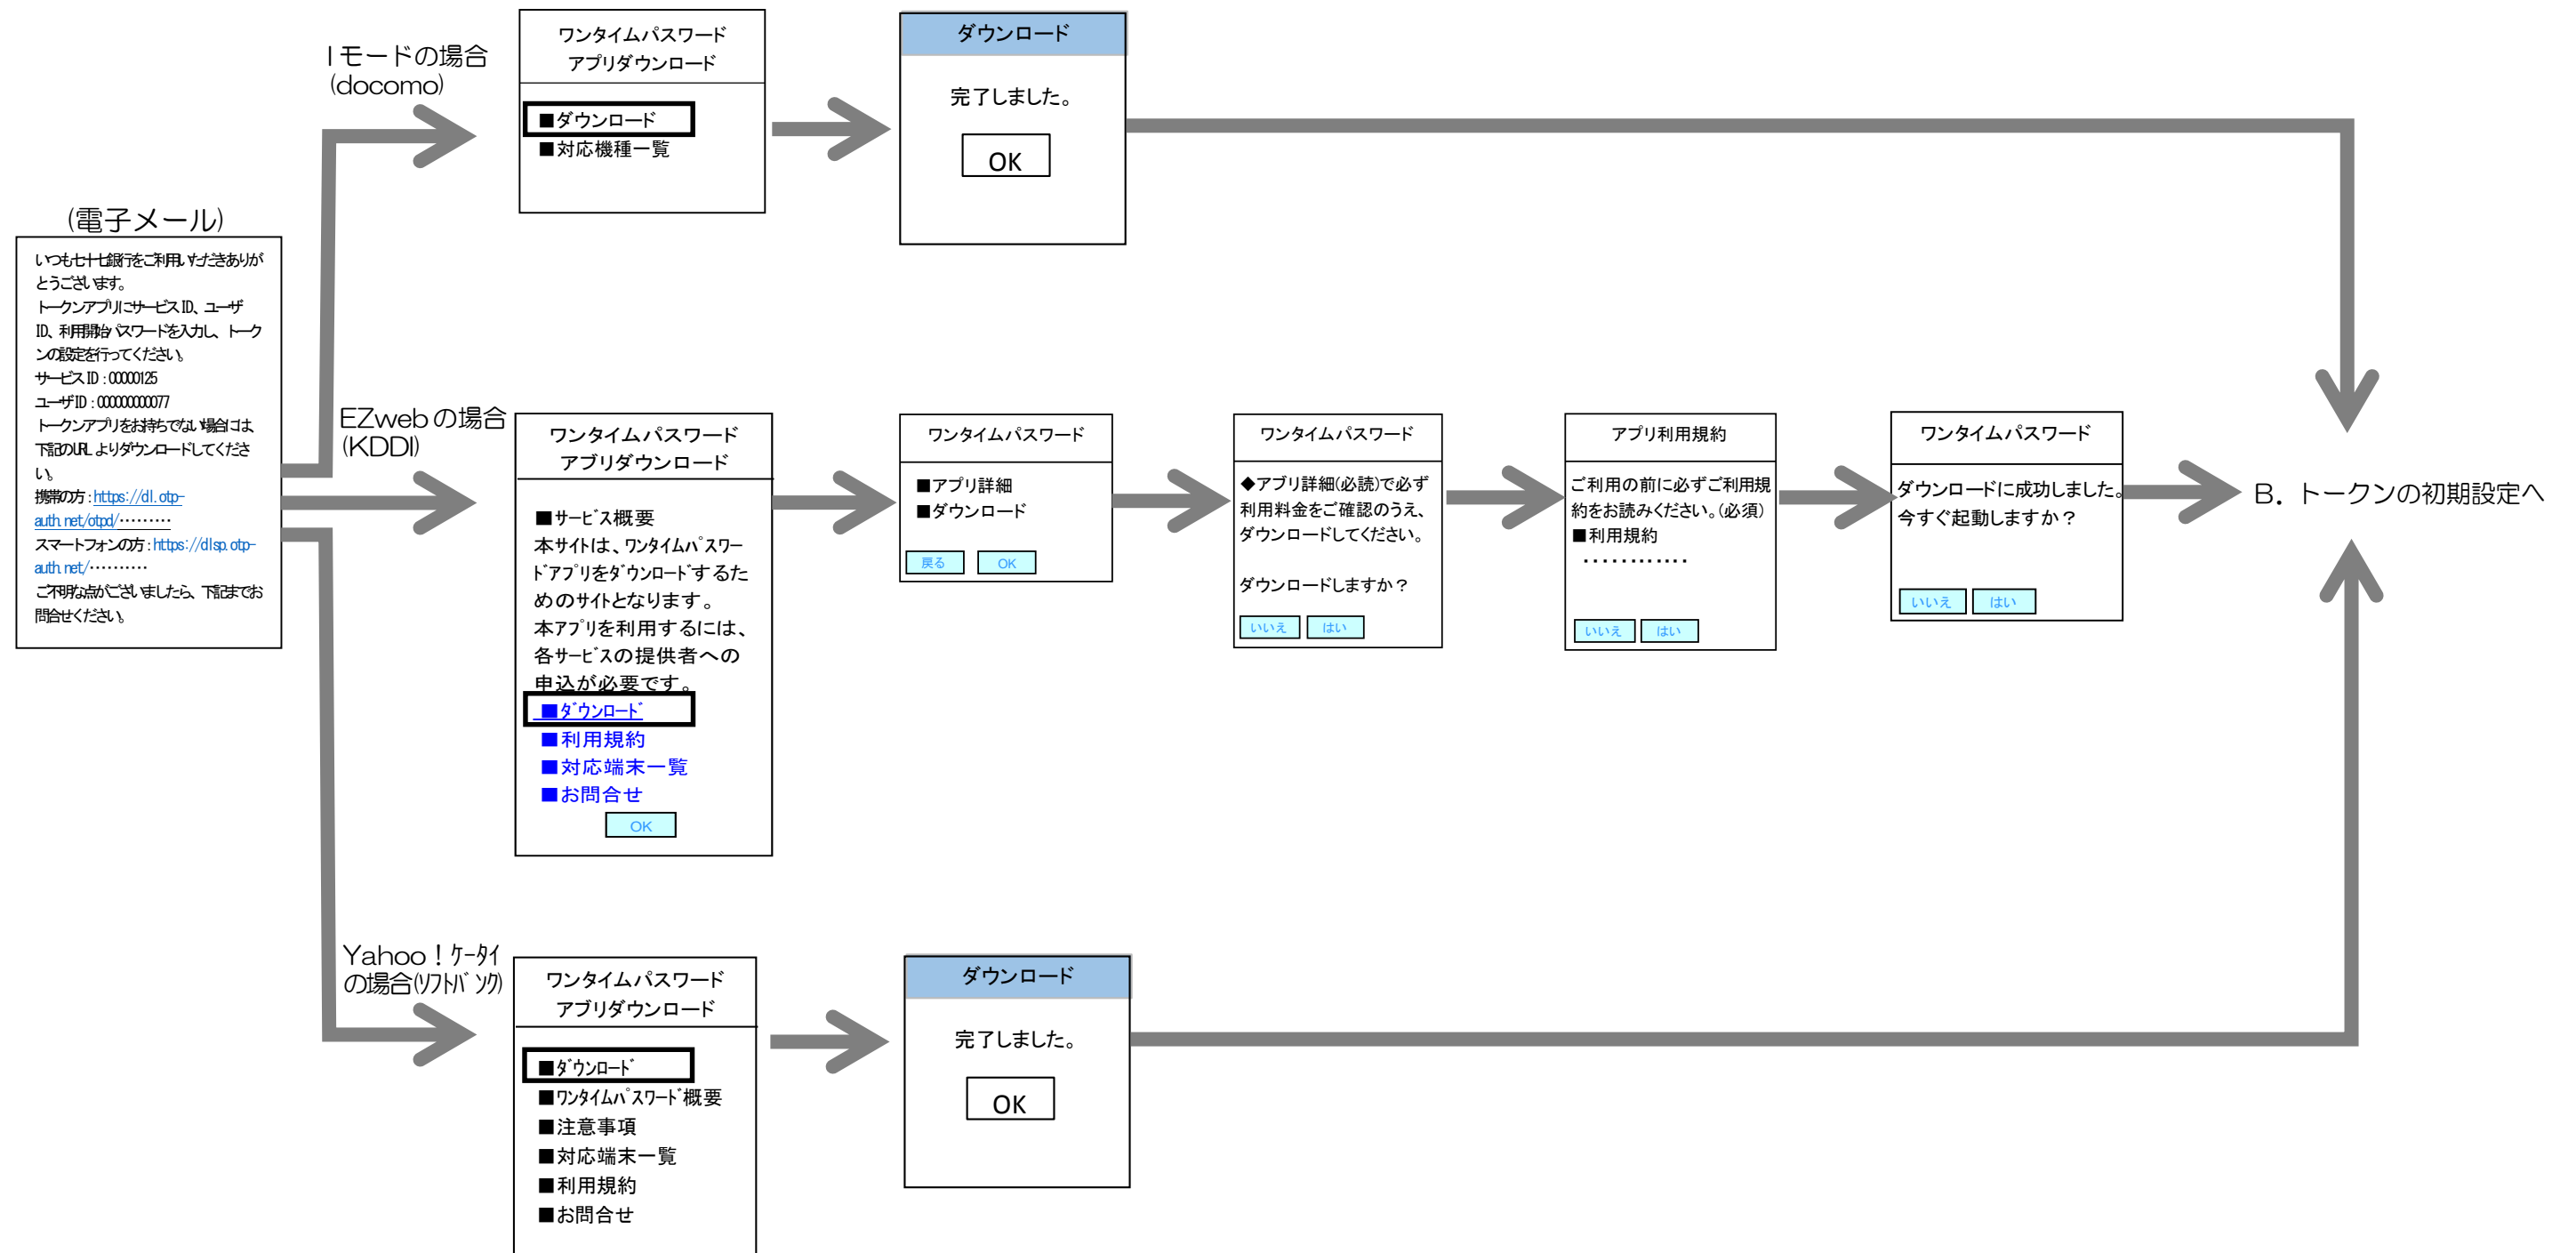 (電子メール)
いつも七十七銀行をご利用いただきありが
とうございます。
トークンアプリにサービスID、ユーザ
ID、利用開始パスワードを入力し、トーク
ンの設定を行ってください。
サービスID:00000125
ユーザID:000000000077
トークンアプリをお持ちでない場合には、
下記のURLよりダウンロードしてくださ
い。
携帯の方:https://dl.otp-
auth.net/otpd/………
スマートフォンの方:https://dlsp.otp-
auth.net/………
ご不明な点がございましたら、下記までお
問合せください。
Iモードの場合
(docomo)
ワンタイムパスワード
アプリダウンロード
■ダウンロード
■対応機種一覧
ダウンロード
完了しました。
OK
EZwebの場合
(KDDI)
ワンタイムパスワード
アプリダウンロード
■サービス概要
本サイトは、ワンタイムパスワー
ドアプリをダウンロードするた
めのサイトとなります。
本アプリを利用するには、
各サービスの提供者への
申込が必要です。
■ダウンロード
■利用規約
■対応端末一覧
■お問合せ
OK
ワンタイムパスワード
■アプリ詳細
■ダウンロード
戻る OK
ワンタイムパスワード
◆アプリ詳細(必読)で必ず
利用料金をご確認のうえ、
ダウンロードしてください。
ダウンロードしますか?
いいえ はい
アプリ利用規約
ご利用の前に必ずご利用規
約をお読みください。(必須)
■利用規約
・・・・・・・・・・・・
いいえ はい
ワンタイムパスワード
ダウンロードに成功しました。
今すぐ起動しますか?
いいえ はい
B.トークンの初期設定へ
Yahoo!ケータイ
の場合(ソフトバンク)
ワンタイムパスワード
アプリダウンロード
■ダウンロード
■ワンタイムパスワード概要
■注意事項
■対応端末一覧
■利用規約
■お問合せ
ダウンロード
完了しました。
OK